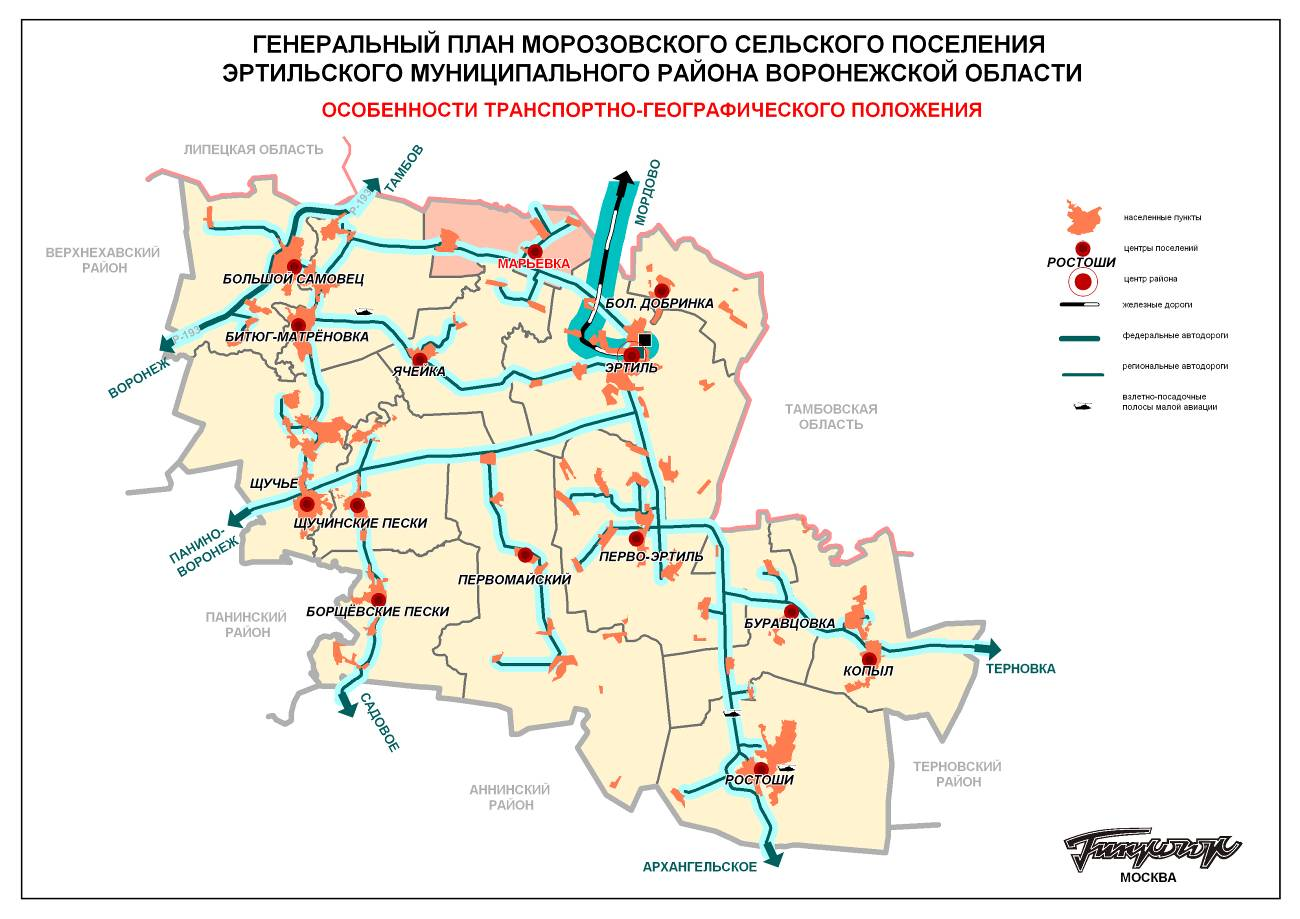 ГЕНЕРАЛЬНЫЙ ПЛАН МОРОЗОВСКОГО СЕЛЬСКОГО ПОСЕЛЕНИЯ
ЭРТИЛЬСКОГО МУНИЦИПАЛЬНОГО РАЙОНА ВОРОНЕЖСКОЙ ОБЛАСТИ
ОСОБЕННОСТИ ТРАНСПОРТНО-ГЕОГРАФИЧЕСКОГО ПОЛОЖЕНИЯ
ЛИПЕЦКАЯ ОБЛАСТЬ
ТАМБОВ
Р-193
МОРДОВО
ВЕРХНЕХАВСКИЙ
РАЙОН
БОЛЬШОЙ САМОВЕЦ
МАРЬЕВКА
БОЛ. ДОБРИНКА
Р-193
БИТЮГ-МАТРЁНОВКА
ВОРОНЕЖ
ЯЧЕЙКА
ЭРТИЛЬ
ТАМБОВСКАЯ
ОБЛАСТЬ
ЩУЧЬЕ
ЩУЧИНСКИЕ ПЕСКИ
ПАНИНО-
ВОРОНЕЖ
ПЕРВО-ЭРТИЛЬ
ПЕРВОМАЙСКИЙ
ПАНИНСКИЙ
РАЙОН
БОРЩЁВСКИЕ ПЕСКИ
БУРАВЦОВКА
КОПЫЛ
ТЕРНОВКА
САДОВОЕ
АННИНСКИЙ
РАЙОН
РОСТОШИ
ТЕРНОВСКИЙ
РАЙОН
АРХАНГЕЛЬСКОЕ
населенные пункты
центры поселений
РОСТОШИ
центр района
железные дороги
федеральные автодороги
региональные автодороги
взлетно-посадочные
полосы малой авиации
Гипрогор
МОСКВА